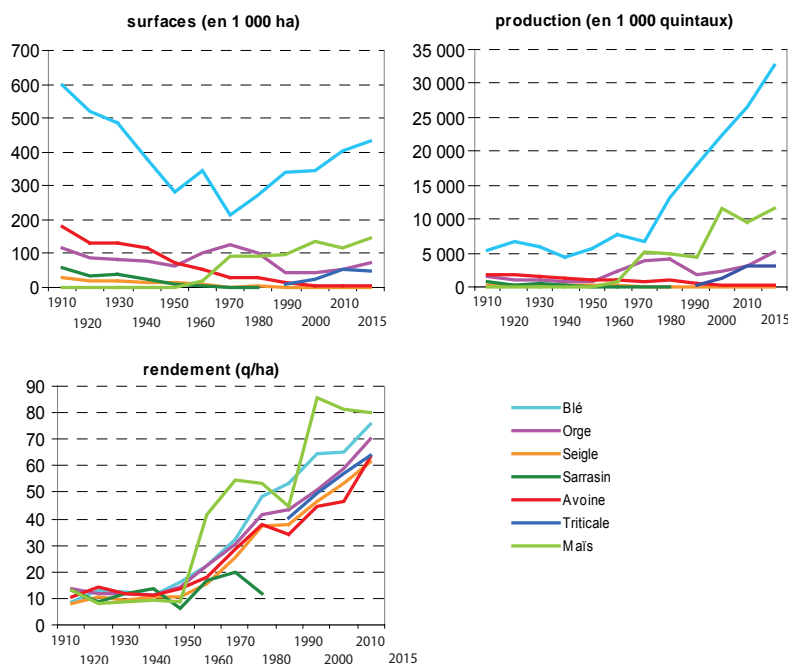 surfaces (en 1 000 ha)
700
600
500
400
300
200
100
0
1910 1930 1940 1950 1970 1990 2010
1920 1940 1960 1980 2000 2015
production (en 1 000 quintaux)
35 000
30 000
25 000
20 000
15 000
10 000
5 000
0
1910 1930 1950 1970 1990 2010
1920 1940 1960 1980 2000 2015
rendement (q/ha)
90
80
70
60
50
40
30
20
10
0
1910 1930 1950 1970 1990 2010
1920 1940 1960 1980 2000 2015
Blé
Orge
Seigle
Sarrasin
Avoine
Triticale
Maïs